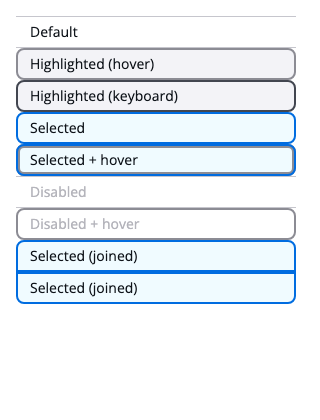 Default
Highlighted (hover)
Highlighted (keyboard)
Selected
Selected + hover
Disabled
Disabled + hover
Selected (joined)
Selected (joined)